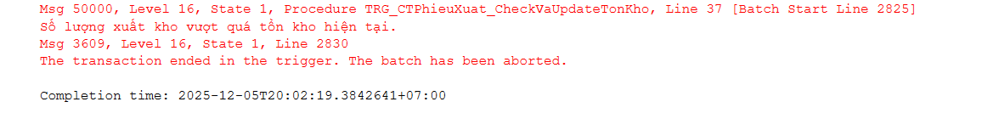 Msg 50000, Level 16, State 1, Procedure TRG_CTPhieuXuat_CheckVaUpdateTonKho, Line 37 [Batch Start Line 2825]
Số lượng xuất kho vượt quá tồn kho hiện tại.
Msg 3609, Level 16, State 1, Line 2830
The transaction ended in the trigger. The batch has been aborted.
Completion time: 2025-12-05T20:02:19.3842641+07:00